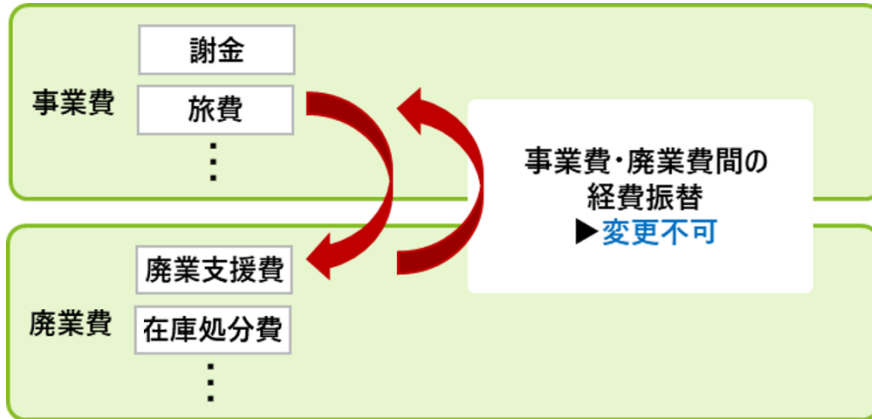 事業費
謝金
旅費
⋮
事業費・廃業費間の
経費振替
▶変更不可
廃業費
廃業支援費
在庫処分費
⋮